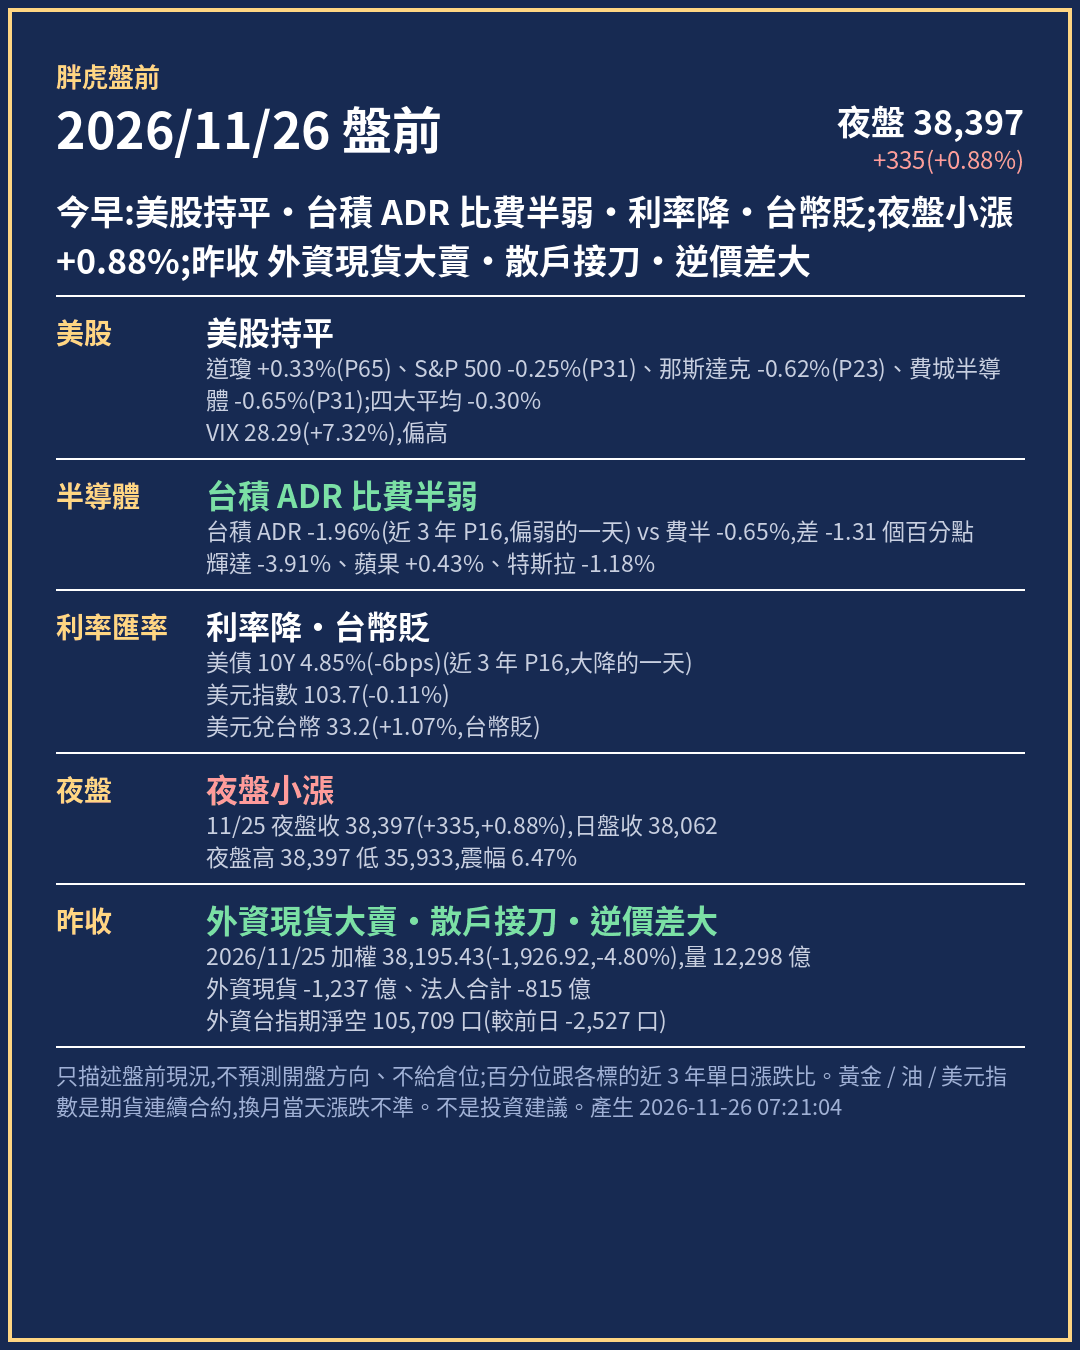 胖虎盤前
2026/11/26 盤前
夜盤 38,397
+335(+0.88%)
今早:美股持平・台積 ADR 比費半弱・利率降・台幣貶;夜盤小漲
+0.88%;昨收 外資現貨大賣・散戶接刀・逆價差大
美股
美股持平
道瓊 +0.33%(P65)、S&P 500 -0.25%(P31)、那斯達克 -0.62%(P23)、費城半導
體 -0.65%(P31);四大平均 -0.30%
VIX 28.29(+7.32%),偏高
半導體
台積 ADR 比費半弱
台積 ADR -1.96%(近 3 年 P16,偏弱的一天) vs 費半 -0.65%,差 -1.31 個百分點
輝達 -3.91%、蘋果 +0.43%、特斯拉 -1.18%
利率匯率
利率降・台幣貶
美債 10Y 4.85%(-6bps)(近 3 年 P16,大降的一天)
美元指數 103.7(-0.11%)
美元兌台幣 33.2(+1.07%,台幣貶)
夜盤
夜盤小漲
11/25 夜盤收 38,397(+335,+0.88%),日盤收 38,062
夜盤高 38,397 低 35,933,震幅 6.47%
昨收
外資現貨大賣・散戶接刀・逆價差大
2026/11/25 加權 38,195.43(-1,926.92,-4.80%),量 12,298 億
外資現貨 -1,237 億、法人合計 -815 億
外資台指期淨空 105,709 口(較前日 -2,527 口)
只描述盤前現況,不預測開盤方向、不給倉位;百分位跟各標的近 3 年單日漲跌比。黃金 / 油 / 美元指
數是期貨連續合約,換月當天漲跌不準。不是投資建議。產生 2026-11-26 07:21:04